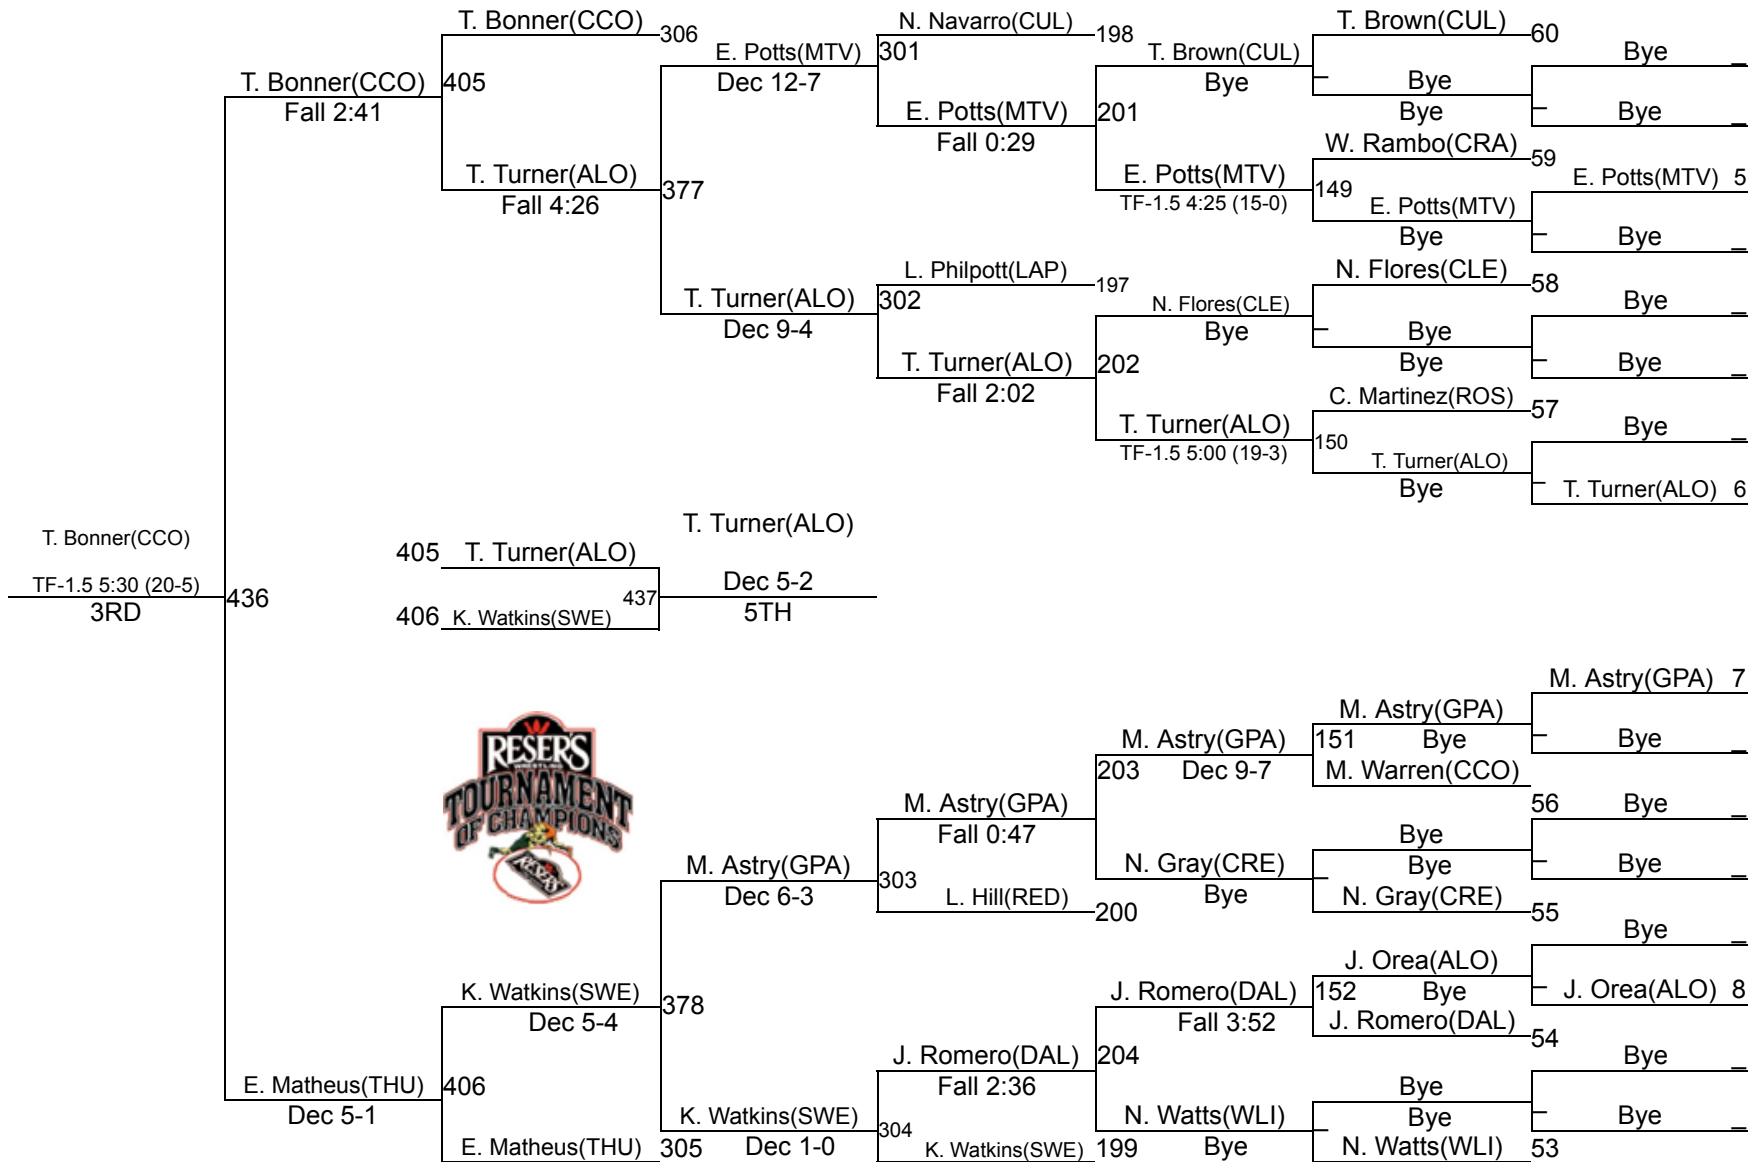 T. Bonner(CCO)
306
T. Bonner(CCO)
405
Fall 2:41
T. Turner(ALO)
377
Fall 4:26
E. Potts(MTV)
301
Dec 12-7
N. Navarro(CUL)
198
E. Potts(MTV)
201
Fall 0:29
T. Brown(CUL)
Bye
T. Brown(CUL)
60
Bye _
_ Bye
Bye
_ Bye _
W. Rambo(CRA)
59
E. Potts(MTV)
149
TF-1.5 4:25 (15-0)
E. Potts(MTV) 5
E. Potts(MTV)
Bye
_ Bye _
T. Turner(ALO)
302
Dec 9-4
L. Philpott(LAP)
197
T. Turner(ALO)
202
Fall 2:02
N. Flores(CLE)
Bye
N. Flores(CLE)
58
Bye _
_ Bye
Bye
_ Bye _
C. Martinez(ROS)
57
T. Turner(ALO)
150
TF-1.5 5:00 (19-3)
Bye _
T. Turner(ALO)
Bye
_ T. Turner(ALO) 6
T. Bonner(CCO)
TF-1.5 5:30 (20-5)
436
3RD
T. Turner(ALO)
405 T. Turner(ALO)
437
Dec 5-2
406 K. Watkins(SWE)
5TH
RESER'S
WRESTLING
TOURNAMENT
OF CHAMPIONS
RESER'S
M. Astry(GPA) 7
M. Astry(GPA)
151 Bye
_ Bye _
M. Astry(GPA)
203 Dec 9-7
M. Warren(CCO)
56
Bye _
M. Astry(GPA)
Fall 0:47
Bye
_ Bye
_ Bye _
N. Gray(CRE)
Bye
N. Gray(CRE)
55
M. Astry(GPA)
303
Dec 6-3
L. Hill(RED)
200
Bye _
J. Orea(ALO)
152 Bye
_ J. Orea(ALO) 8
K. Watkins(SWE)
378
Dec 5-4
J. Romero(DAL)
Fall 3:52
J. Romero(DAL)
54
J. Romero(DAL)
204
Fall 2:36
Bye _
E. Matheus(THU)
406
Dec 5-1
Bye
_ Bye
_ Bye _
K. Watkins(SWE)
304
Dec 1-0
N. Watts(WLI)
Bye
N. Watts(WLI)
53
E. Matheus(THU)
305
K. Watkins(SWE)
199